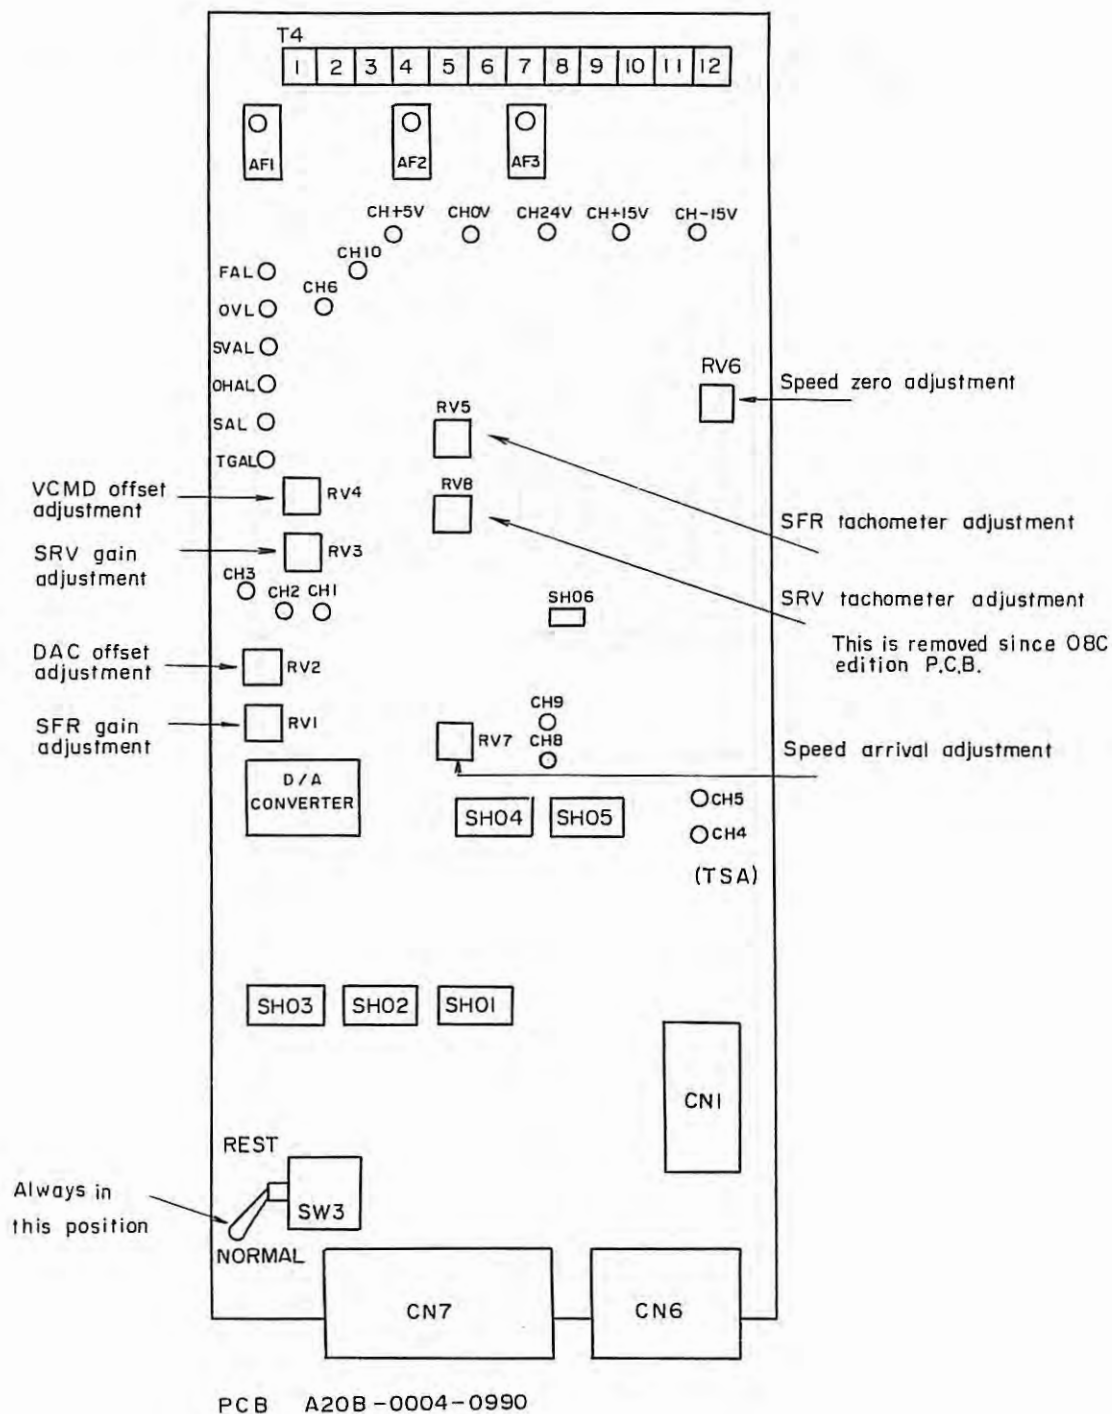 T4
1 2 3 4 5 6 7 8 9 10 11 12
AF1 AF2 AF3
CH+5V CH0V CH24V CH+15V CH-15V
CH10
FAL
CH6
OVL
SVAL
OHAL
SAL
TGAL
RV6
Speed zero adjustment
RV5
RV8
VCMD offset
adjustment
RV4
SRV gain
adjustment
RV3
SFR tachometer adjustment
SRV tachometer adjustment
This is removed since 08C
edition P.C.B.
CH3
CH2 CH1
SH06
DAC offset
adjustment
RV2
SFR gain
adjustment
RV1
CH9
RV7
CH8
Speed arrival adjustment
D/A
CONVERTER
SH04 SH05
CH5
CH4
(TSA)
SH03 SH02 SH01
CN1
REST
Always in
this position
SW3
NORMAL
CN7
CN6
PCB A20B-0004-0990